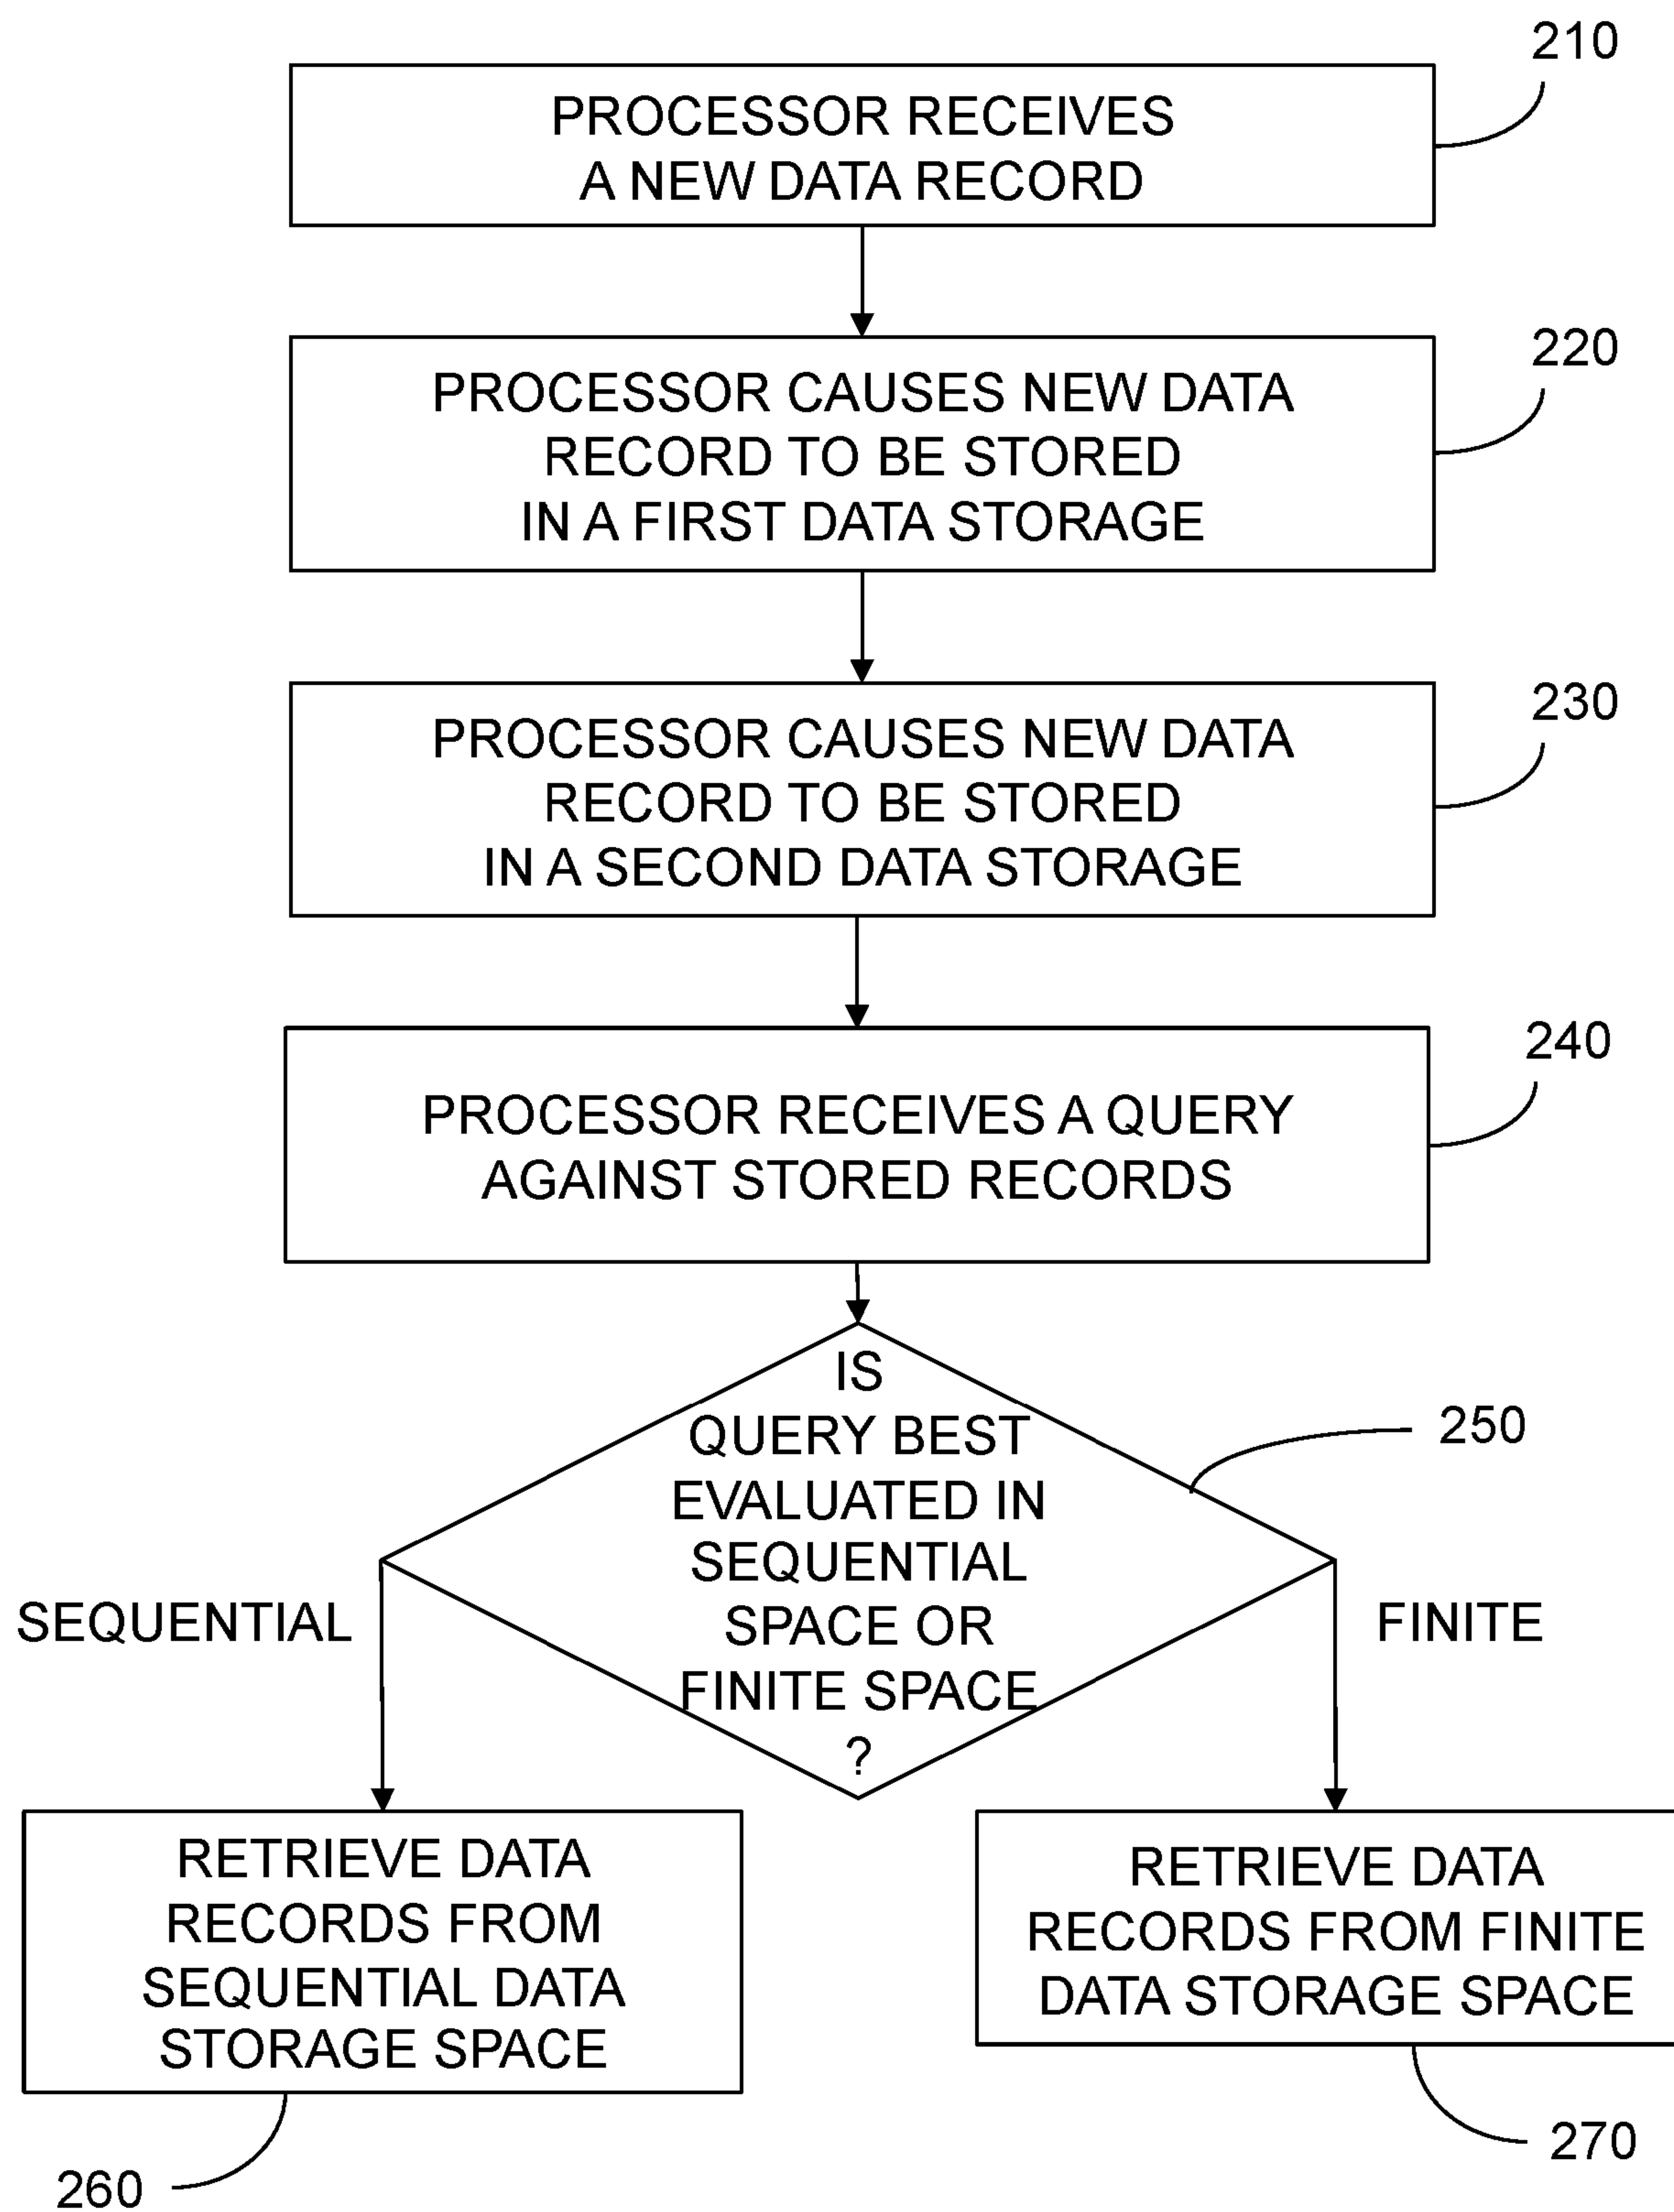 210
PROCESSOR RECEIVES
A NEW DATA RECORD
220
PROCESSOR CAUSES NEW DATA
RECORD TO BE STORED
IN A FIRST DATA STORAGE
230
PROCESSOR CAUSES NEW DATA
RECORD TO BE STORED
IN A SECOND DATA STORAGE
240
PROCESSOR RECEIVES A QUERY
AGAINST STORED RECORDS
250
IS
QUERY BEST
EVALUATED IN
SEQUENTIAL
SPACE OR
FINITE SPACE
?
SEQUENTIAL
FINITE
RETRIEVE DATA
RECORDS FROM
SEQUENTIAL DATA
STORAGE SPACE
260
RETRIEVE DATA
RECORDS FROM FINITE
DATA STORAGE SPACE
270